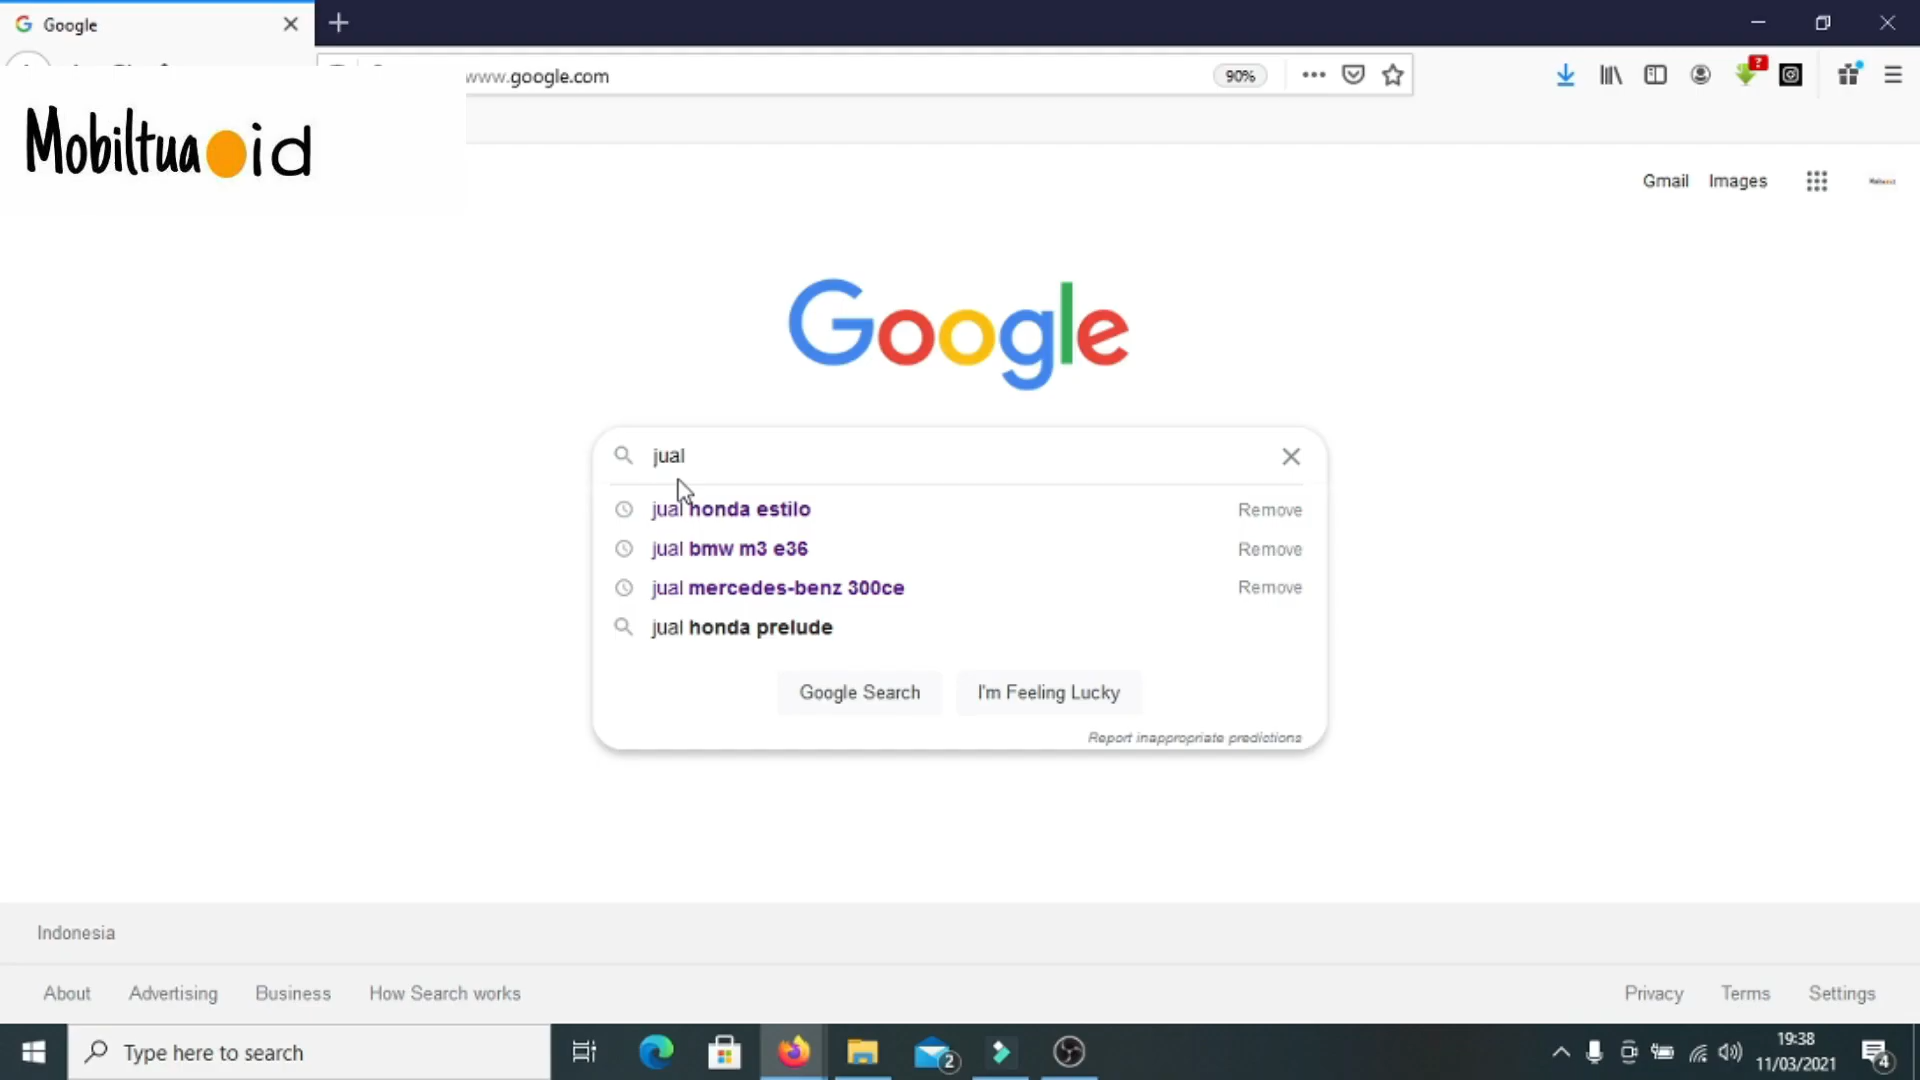 Google
www.google.com
90%
Mobiltua id
Gmail
Images
Google
jual
jual honda estilo
Remove
jual bmw m3 e36
Remove
jual mercedes-benz 300ce
Remove
jual honda prelude
Google Search
I'm Feeling Lucky
Report inappropriate predictions
Indonesia
About
Advertising
Business
How Search works
Privacy
Terms
Settings
Type here to search
2
19:38
11/03/2021
4